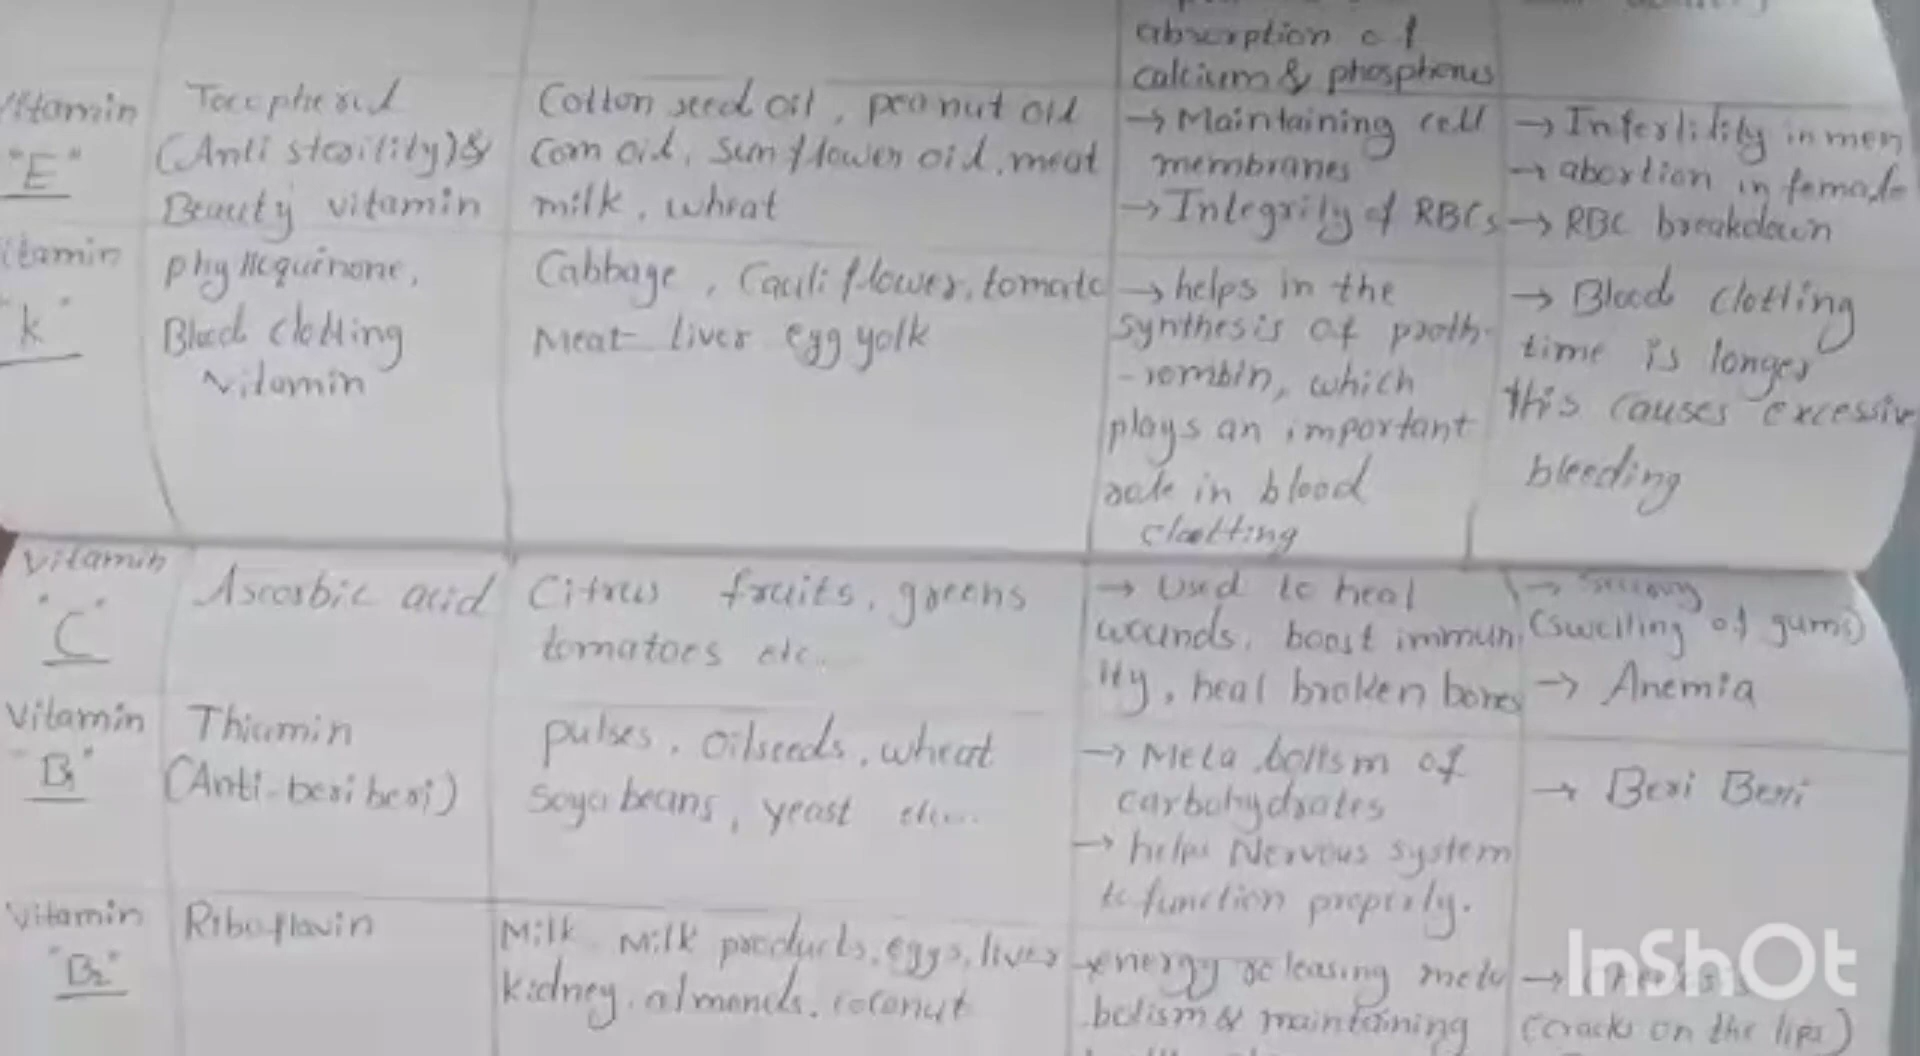 absorption of
calcium & phosphorus
Vitamin
"E"
Tocopherol
(Anti sterility) &
Beauty vitamin
Cotton seed oil, peanut oil
corn oil, sunflower oil, meat
milk, wheat
→ Maintaining cell
membranes
→ Integrity of RBCs
→ Infertility in men
→ abortion in female
→ RBC breakdown
itamin
"K"
phylloquinone,
Blood clotting
vitamin
Cabbage, Cauliflower, tomato
Meat liver egg yolk
→ helps in the
synthesis of proth-
-rombin, which
plays an important
role in blood
clotting
→ Blood clotting
time is longer
this causes excessive
bleeding
Vitamin
"C"
Ascorbic acid
Citrus fruits, greens
tomatoes etc..
→ Used to heal
wounds, boost immun
ity, heal broken bones
→ Scurvy
(swelling of gums)
→ Anemia
Vitamin
"B1"
Thiamin
(Anti-beriberi)
pulses, oilseeds, wheat
soyabeans, yeast etc...
→ Metabolism of
carbohydrates
→ helps Nervous system
to function properly.
→ Beri Beri
Vitamin
"B2"
Riboflavin
Milk, Milk products, eggs, liver
kidney, almonds, coconut
→ energy releasing meta
bolism & maintaining
(cracks on the lips)
InShOt